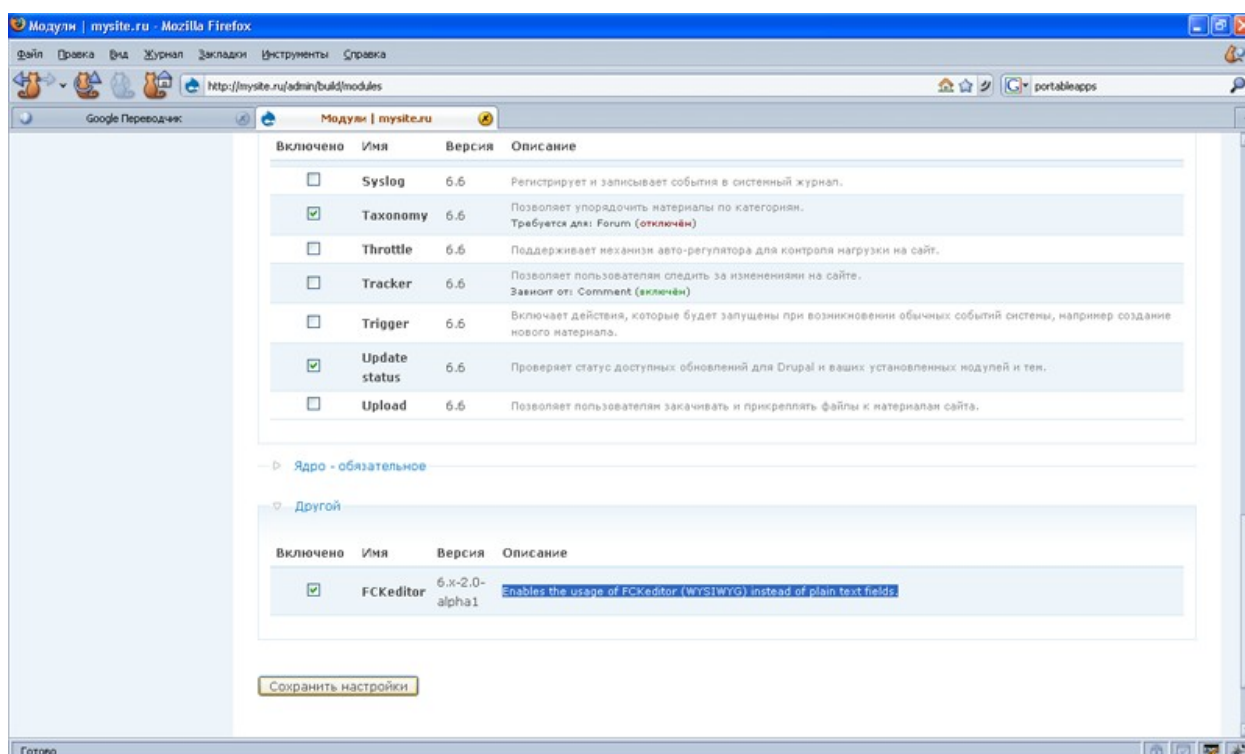 Модули | mysite.ru - Mozilla Firefox
Файл Правка Вид Журнал Закладки Инструменты Справка
http://mysite.ru/admin/build/modules portableapps
Google Переводчик Модули | mysite.ru
Включено Имя Версия Описание
Syslog 6.6 Регистрирует и записывает события в системный журнал.
Taxonomy 6.6 Позволяет упорядочить материалы по категориям.
Требуется для: Forum (отключён)
Throttle 6.6 Поддерживает механизм авто-регулятора для контроля нагрузки на сайт.
Tracker 6.6 Позволяет пользователям следить за изменениями на сайте.
Зависит от: Comment (включён)
Trigger 6.6 Включает действия, которые будет запущены при возникновении обычных событий системы, например создание
нового материала.
Update
status 6.6 Проверяет статус доступных обновлений для Drupal и ваших установленных модулей и тем.
Upload 6.6 Позволяет пользователям закачивать и прикреплять файлы к материалам сайта.
Ядро - обязательное
Другой
Включено Имя Версия Описание
FCKeditor 6.x-2.0-
alpha1 Enables the usage of FCKeditor (WYSIWYG) instead of plain text fields.
Сохранить настройки
Готово